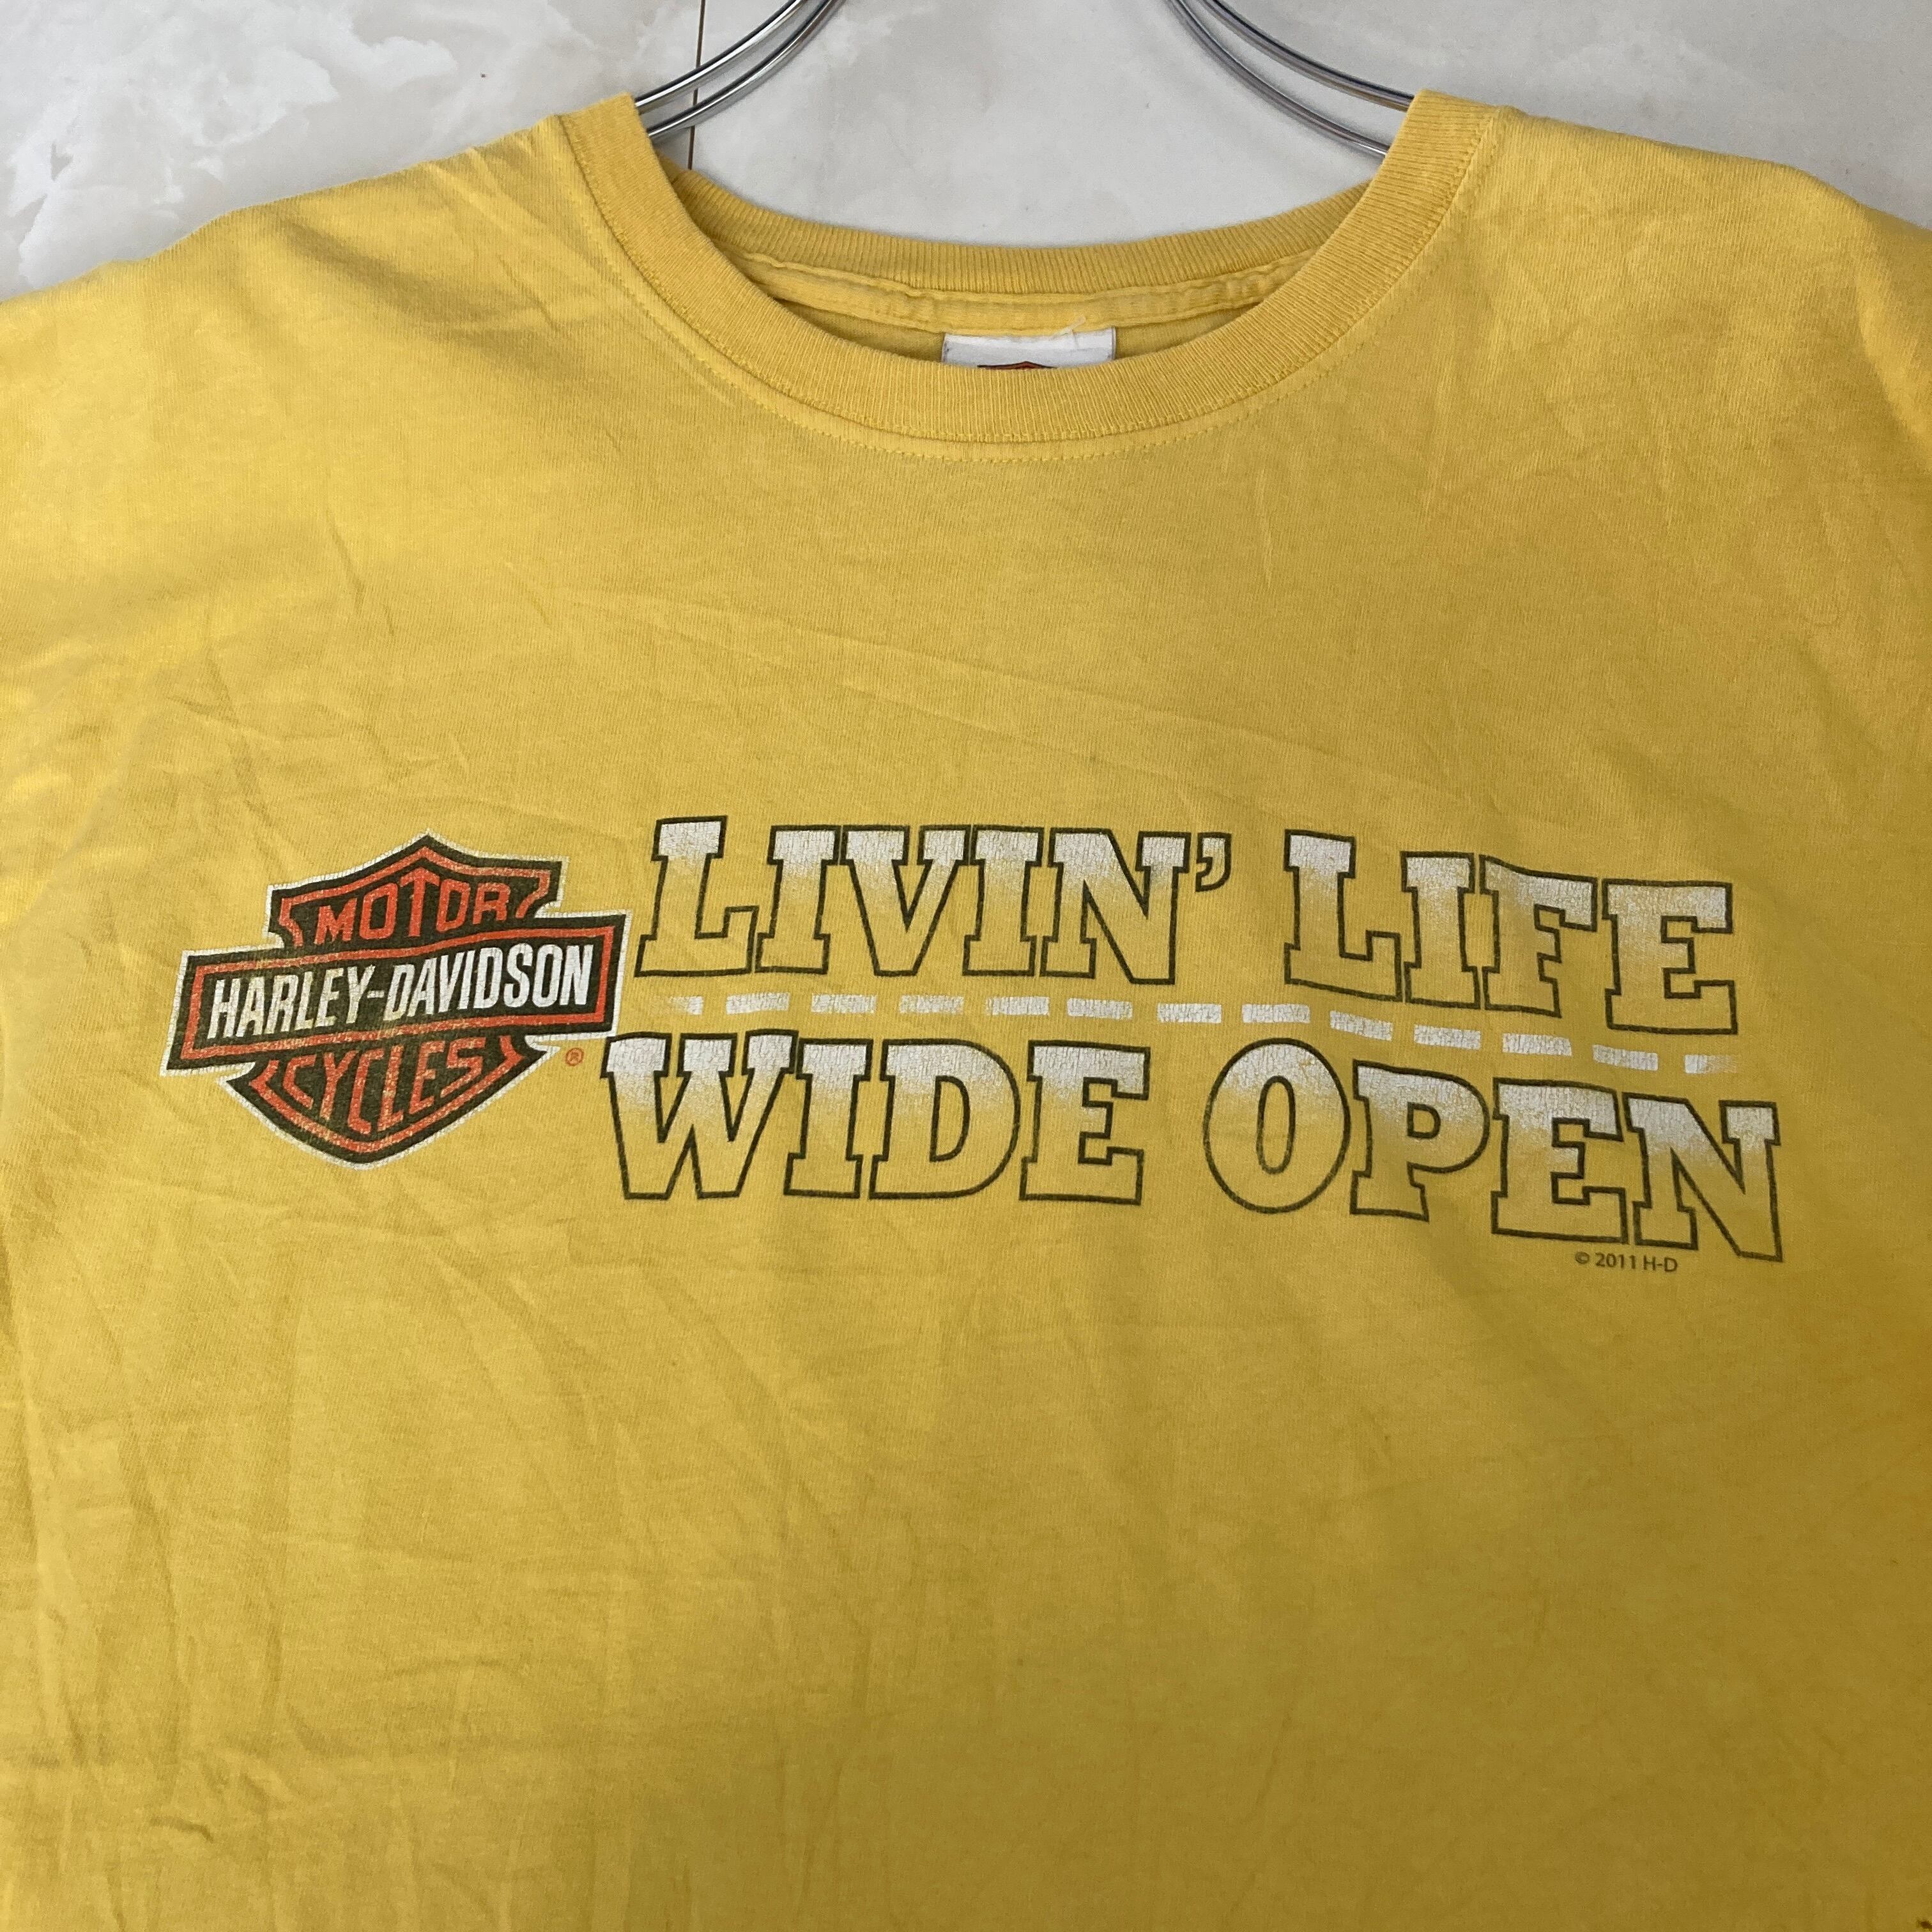 MOTOR
HARLEY-DAVIDSON
CYCLES
®
LIVIN' LIFE
WIDE OPEN
© 2011 H-D